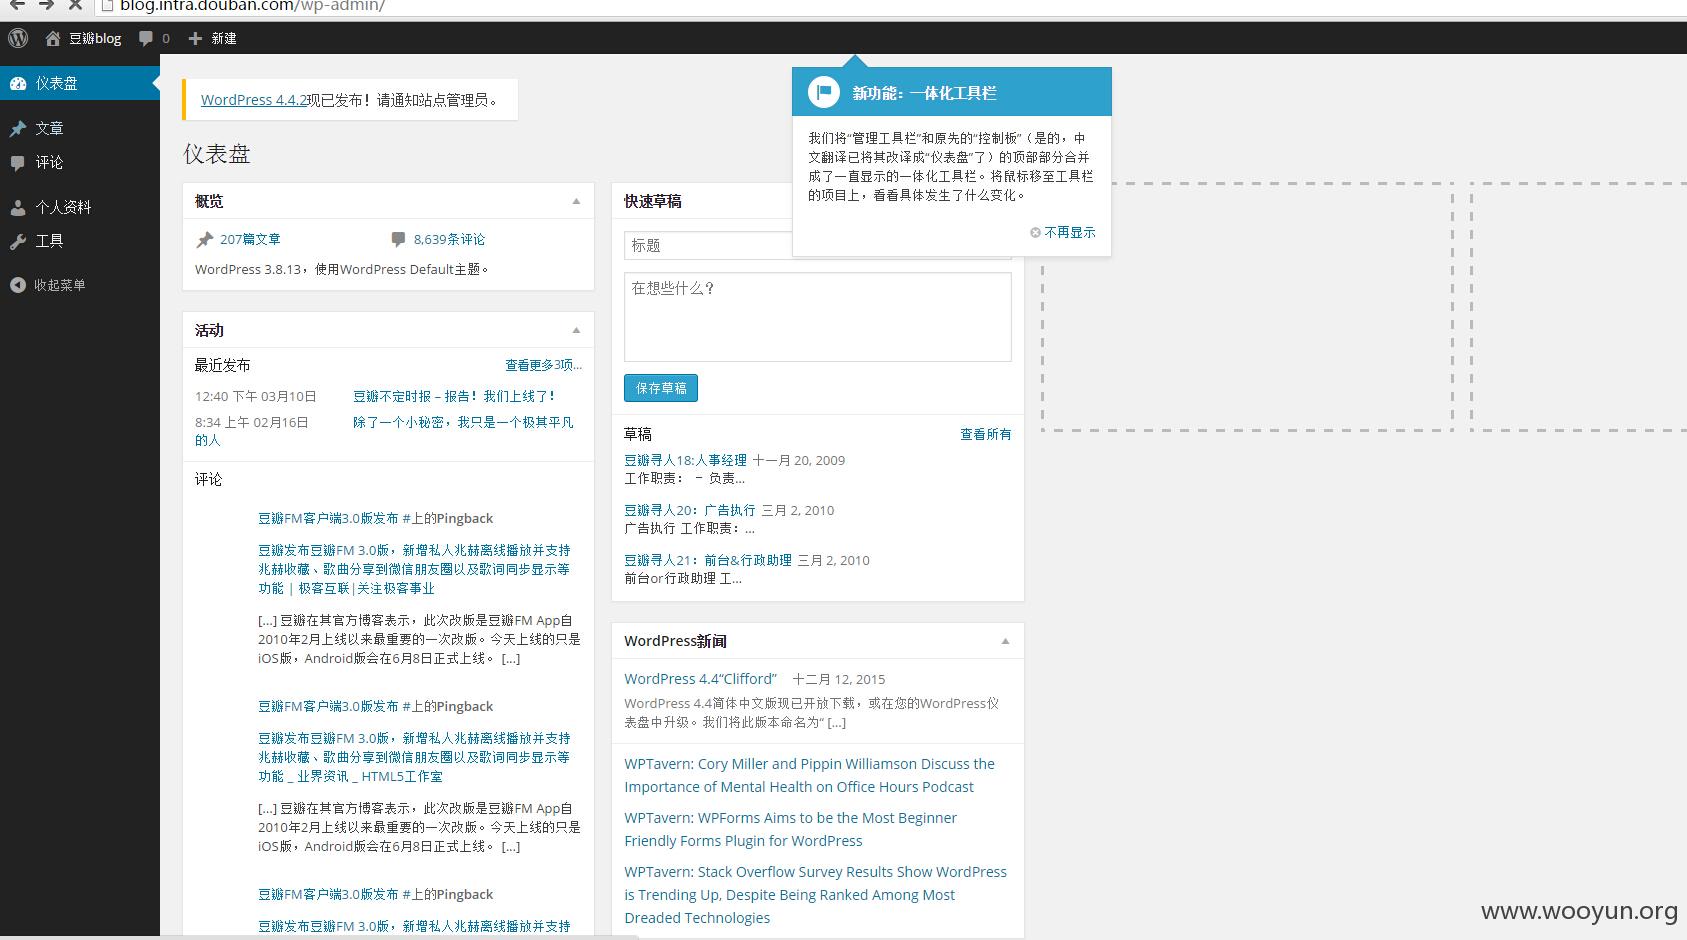 blog.intra.douban.com/wp-admin/
豆瓣blog 0 新建
仪表盘
文章
评论
个人资料
工具
收起菜单
WordPress 4.4.2现已发布！请通知站点管理员。
仪表盘
概览
207篇文章 8,639条评论
WordPress 3.8.13，使用WordPress Default主题。
活动
最近发布 查看更多3项...
12:40 下午 03月10日 豆瓣不定时报 – 报告！我们上线了！
8:34 上午 02月16日 除了一个小秘密，我只是一个极其平凡
的人
评论
豆瓣FM客户端3.0版发布 #上的Pingback
豆瓣发布豆瓣FM 3.0版，新增私人兆赫离线播放并支持
兆赫收藏、歌曲分享到微信朋友圈以及歌词同步显示等
功能 | 极客互联|关注极客事业
[...] 豆瓣在其官方博客表示，此次改版是豆瓣FM App自
2010年2月上线以来最重要的一次改版。今天上线的只是
iOS版，Android版会在6月8日正式上线。 [...]
豆瓣FM客户端3.0版发布 #上的Pingback
豆瓣发布豆瓣FM 3.0版，新增私人兆赫离线播放并支持
兆赫收藏、歌曲分享到微信朋友圈以及歌词同步显示等
功能 _ 业界资讯 _ HTML5工作室
[...] 豆瓣在其官方博客表示，此次改版是豆瓣FM App自
2010年2月上线以来最重要的一次改版。今天上线的只是
iOS版，Android版会在6月8日正式上线。 [...]
豆瓣FM客户端3.0版发布 #上的Pingback
豆瓣发布豆瓣FM 3.0版，新增私人兆赫离线播放并支持
快速草稿
标题
在想些什么？
保存草稿
草稿 查看所有
豆瓣寻人18:人事经理 十一月 20, 2009
工作职责： – 负责...
豆瓣寻人20：广告执行 三月 2, 2010
广告执行 工作职责：...
豆瓣寻人21：前台&行政助理 三月 2, 2010
前台or行政助理 工...
WordPress新闻
WordPress 4.4“Clifford” 十二月 12, 2015
WordPress 4.4简体中文版现已开放下载，或在您的WordPress仪
表盘中升级。我们将此版本命名为“ [...]
WPTavern: Cory Miller and Pippin Williamson Discuss the
Importance of Mental Health on Office Hours Podcast
WPTavern: WPForms Aims to be the Most Beginner
Friendly Forms Plugin for WordPress
WPTavern: Stack Overflow Survey Results Show WordPress
is Trending Up, Despite Being Ranked Among Most
Dreaded Technologies
新功能：一体化工具栏
我们将“管理工具栏”和原先的“控制板”（是的，中
文翻译已将其改译成“仪表盘”了）的顶部部分合并
成了一直显示的一体化工具栏。将鼠标移至工具栏
的项目上，看看具体发生了什么变化。
不再显示
www.wooyun.org